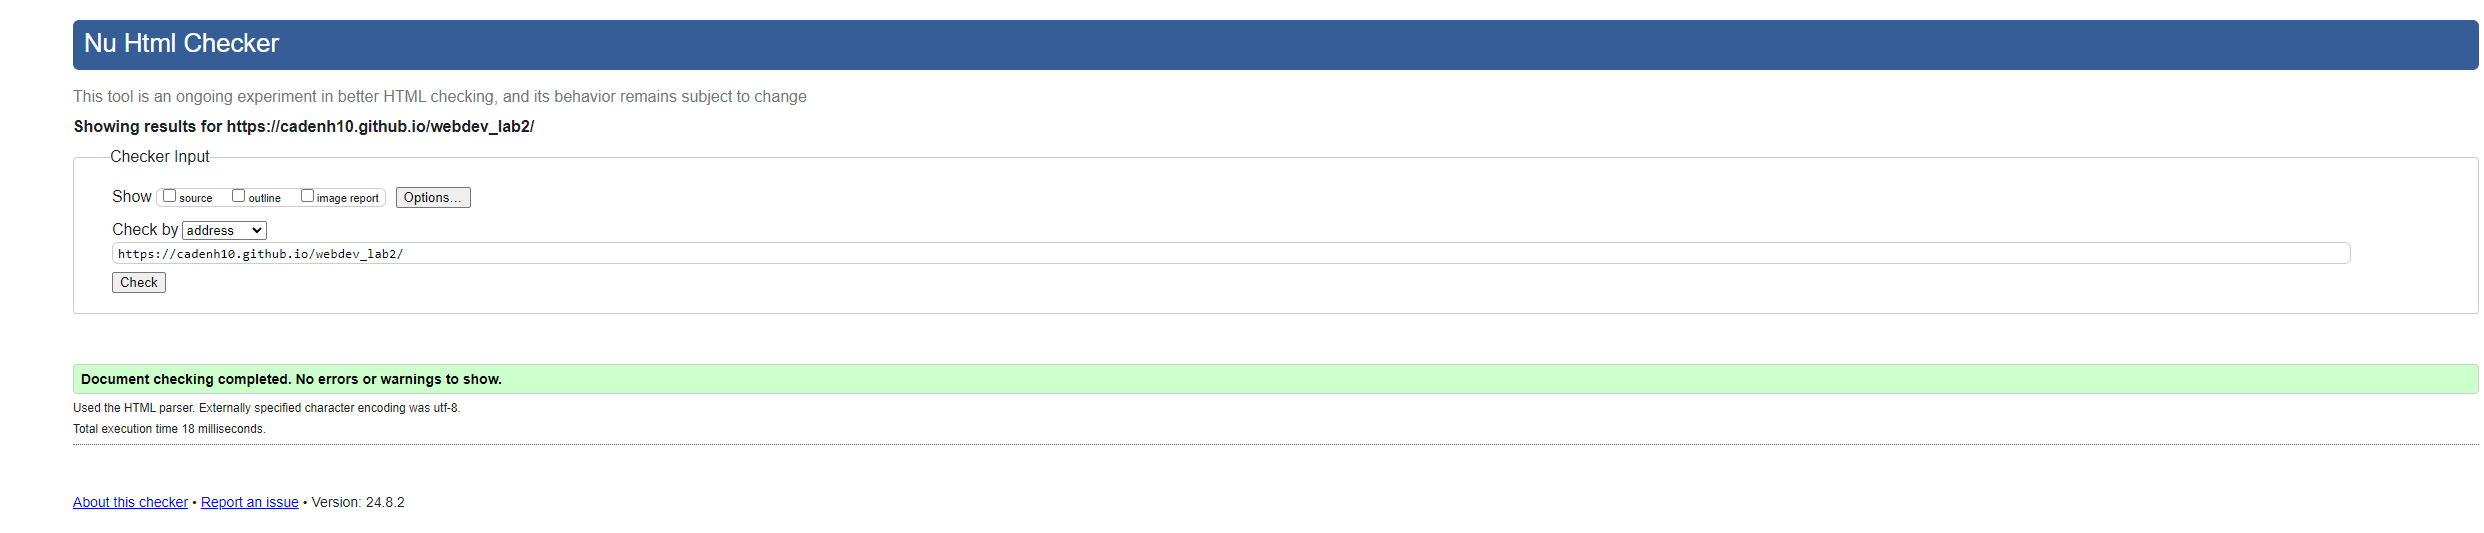 Nu Html Checker
This tool is an ongoing experiment in better HTML checking, and its behavior remains subject to change
Showing results for https://cadenh10.github.io/webdev_lab2/
Checker Input
Show source outline image report Options...
Check by address
https://cadenh10.github.io/webdev_lab2/
Check
Document checking completed. No errors or warnings to show.
Used the HTML parser. Externally specified character encoding was utf-8.
Total execution time 18 milliseconds.
About this checker • Report an issue • Version: 24.8.2